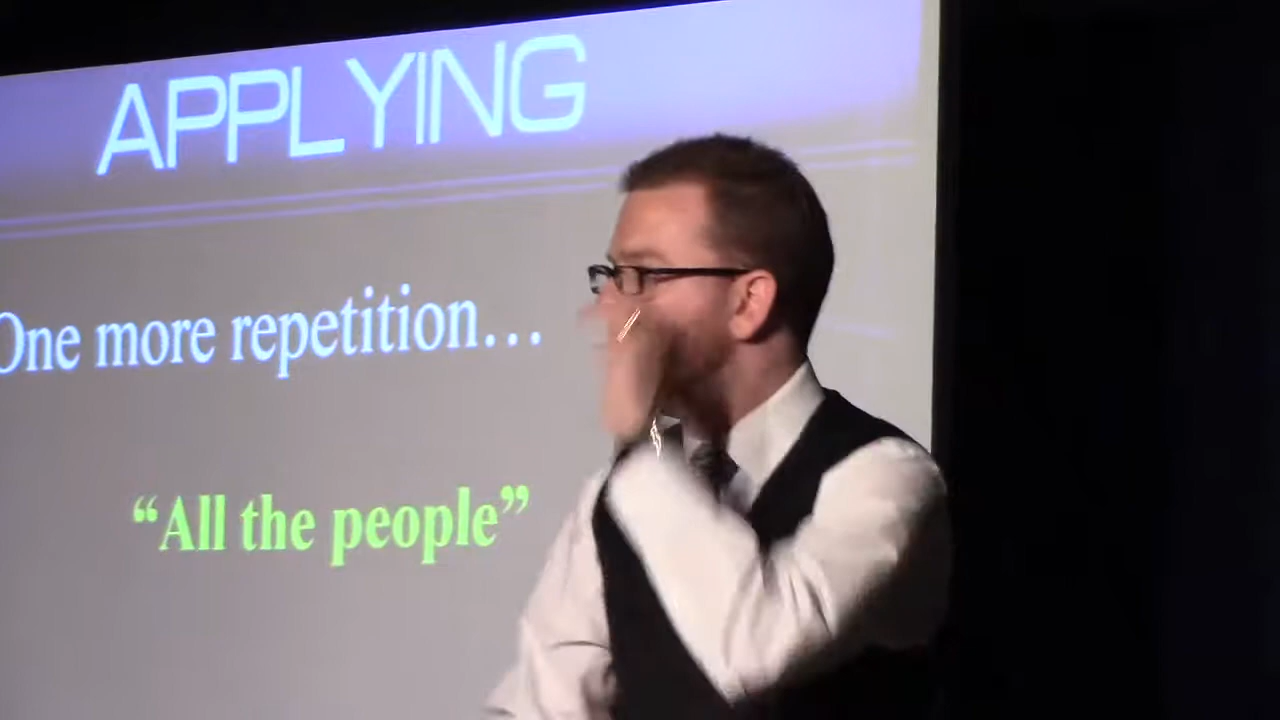 APPLYING
One more repetition…
“All the people”